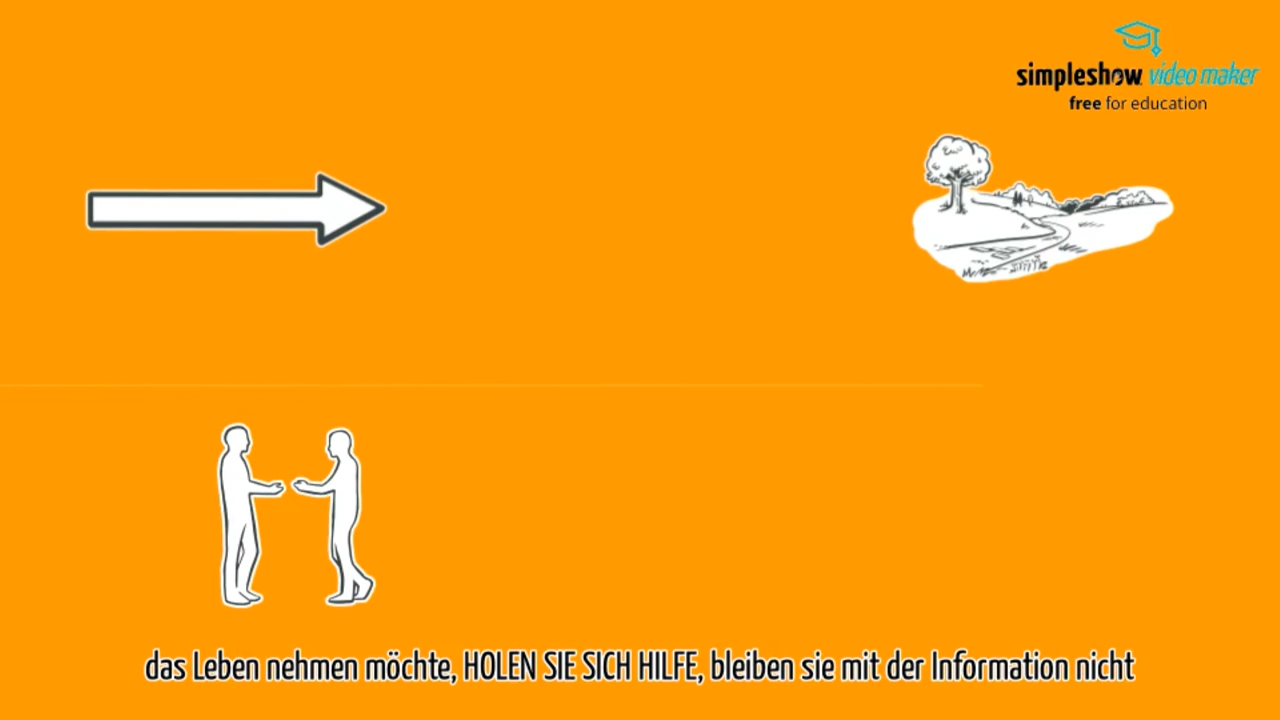 simpleshow video maker
free for education
das Leben nehmen möchte, HOLEN SIE SICH HILFE, bleiben sie mit der Information nicht